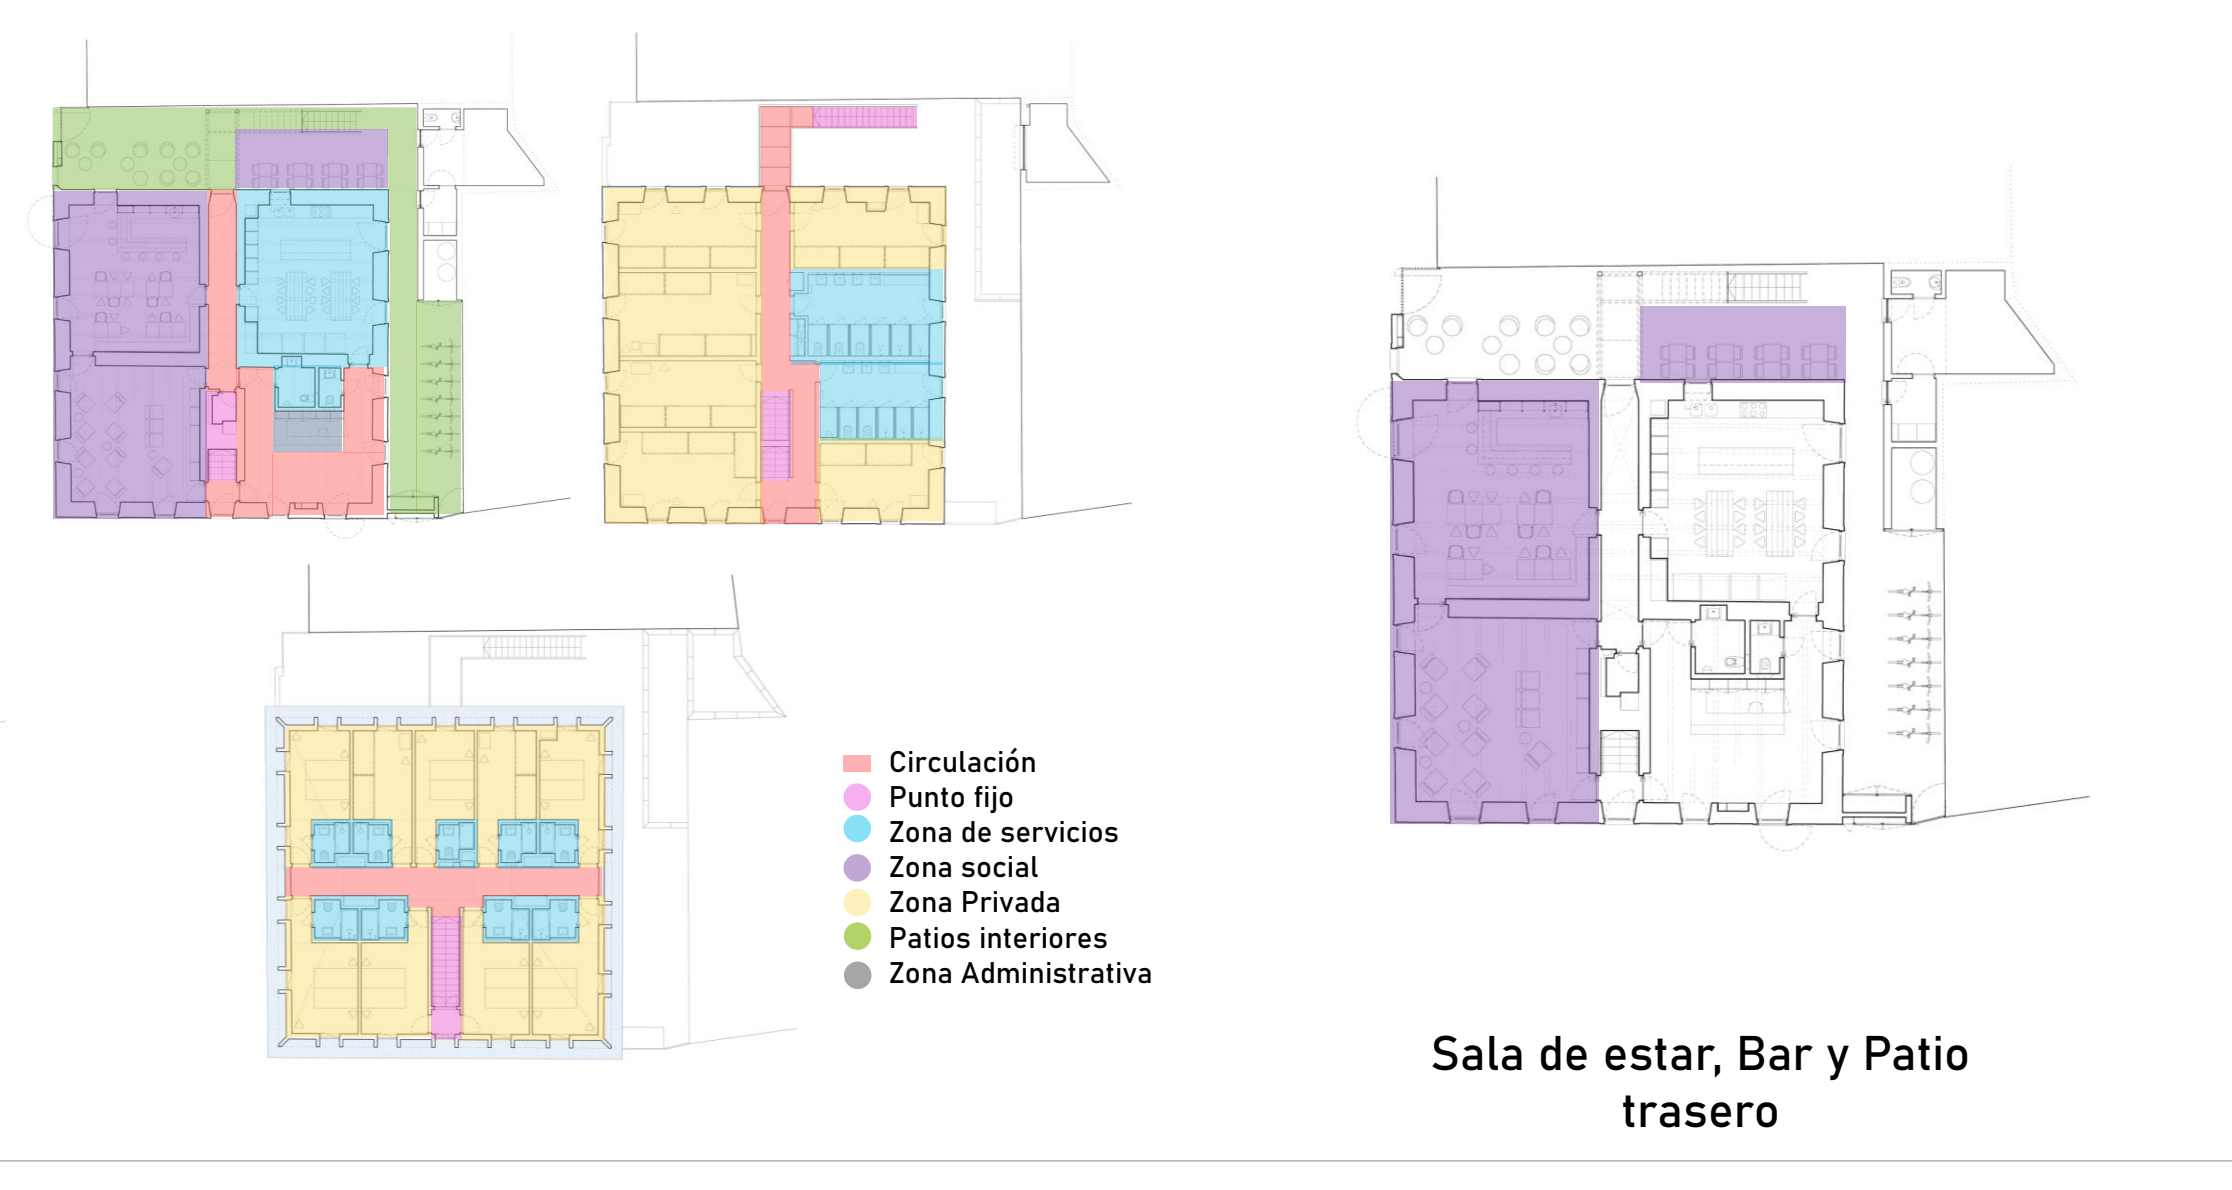 Circulación
Punto fijo
Zona de servicios
Zona social
Zona Privada
Patios interiores
Zona Administrativa
Sala de estar, Bar y Patio
trasero